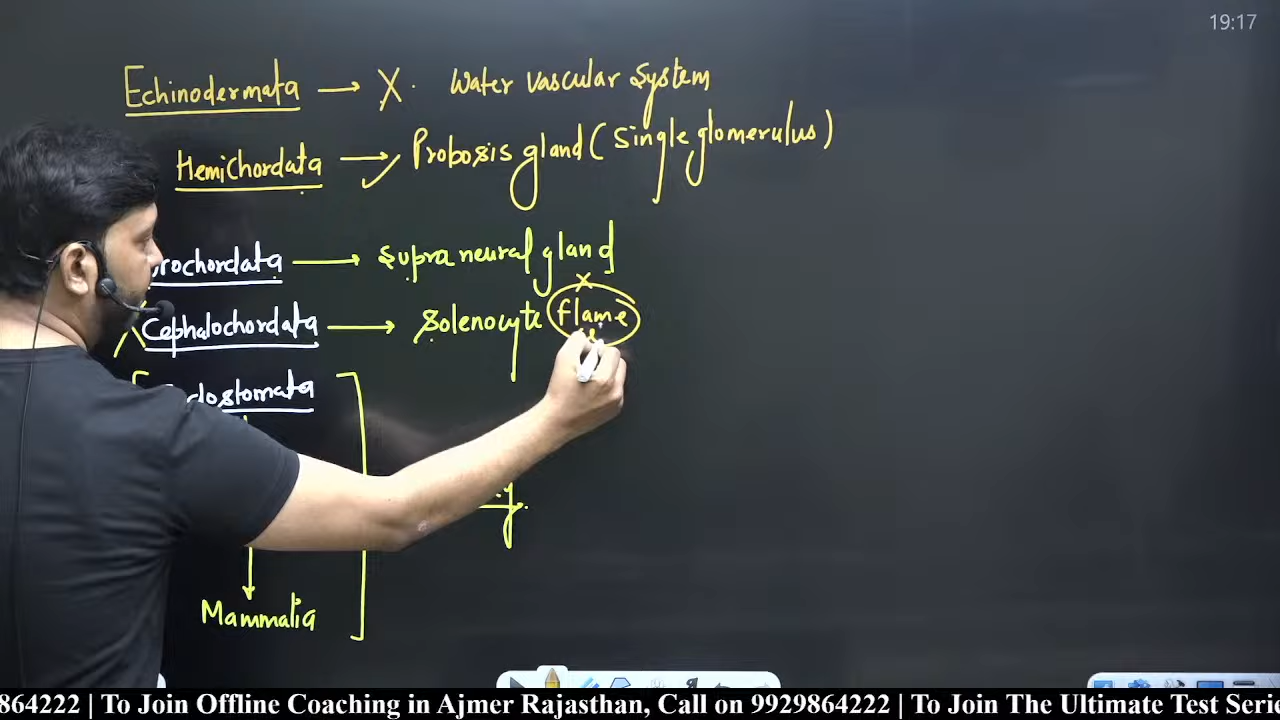 19:17
Echinodermata → X. Water vascular System
Hemichordata → Probosis gland (Single glomerulus)
rochordata → Supra neural gland
X
Cephalochordata → Solenocyte flame
lostomata
Mammalia
864222 | To Join Offline Coaching in Ajmer Rajasthan, Call on 9929864222 | To Join The Ultimate Test Serie